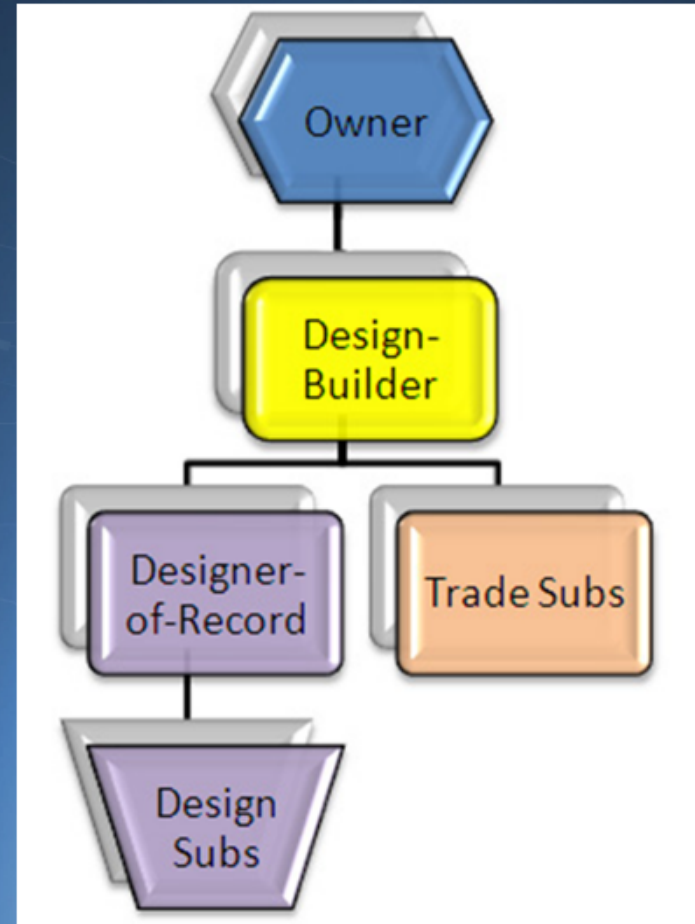 Owner
Design-
Builder
Designer-
of-Record
Trade Subs
Design
Subs